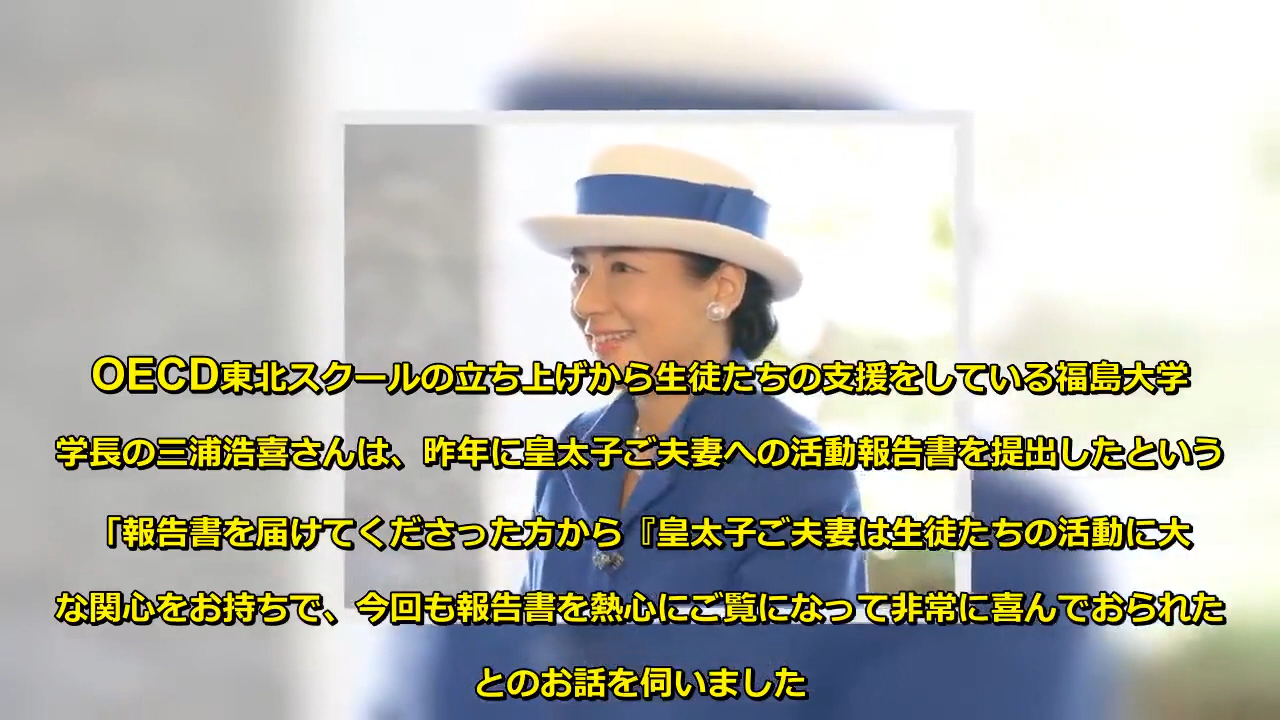 OECD東北スクールの立ち上げから生徒たちの支援をしている福島大学
学長の三浦浩喜さんは、昨年に皇太子ご夫妻への活動報告書を提出したという
「報告書を届けてくださった方から『皇太子ご夫妻は生徒たちの活動に大
な関心をお持ちで、今回も報告書を熱心にご覧になって非常に喜んでおられた
とのお話を伺いました